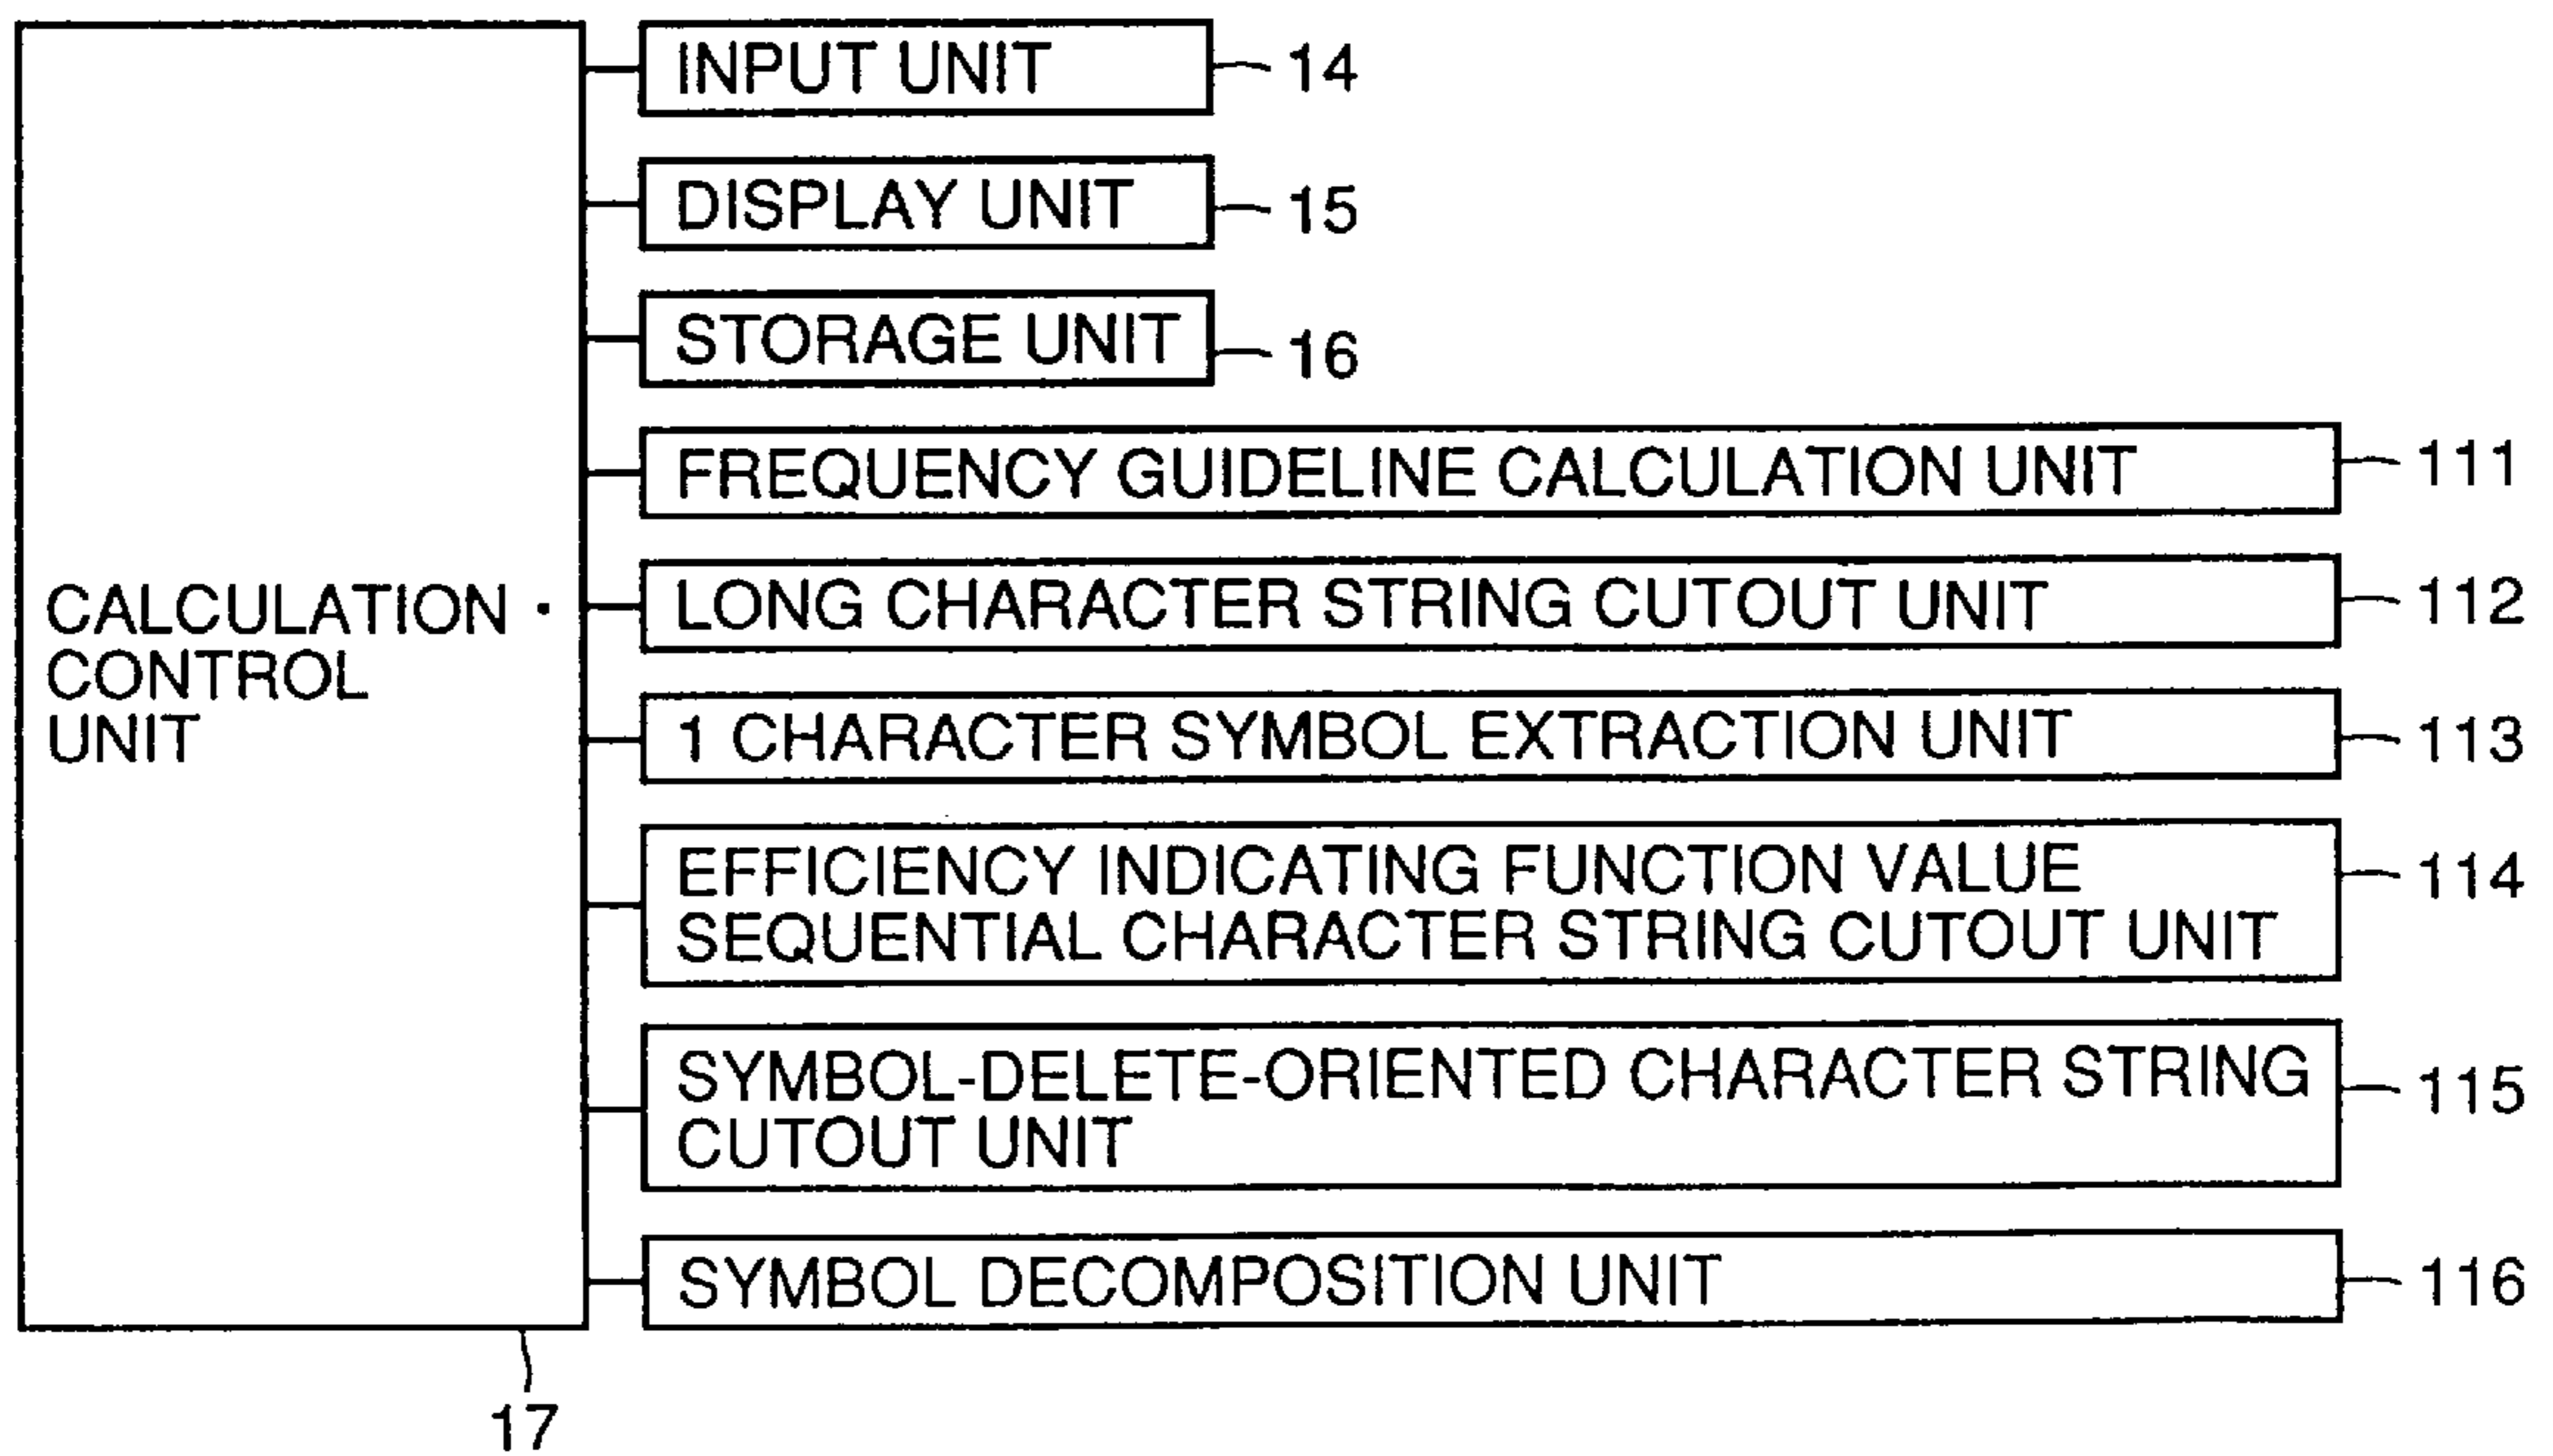 INPUT UNIT 14
DISPLAY UNIT 15
STORAGE UNIT 16
FREQUENCY GUIDELINE CALCULATION UNIT 111
CALCULATION ·
CONTROL
UNIT
LONG CHARACTER STRING CUTOUT UNIT 112
1 CHARACTER SYMBOL EXTRACTION UNIT 113
EFFICIENCY INDICATING FUNCTION VALUE
SEQUENTIAL CHARACTER STRING CUTOUT UNIT 114
SYMBOL-DELETE-ORIENTED CHARACTER STRING
CUTOUT UNIT 115
SYMBOL DECOMPOSITION UNIT 116
17